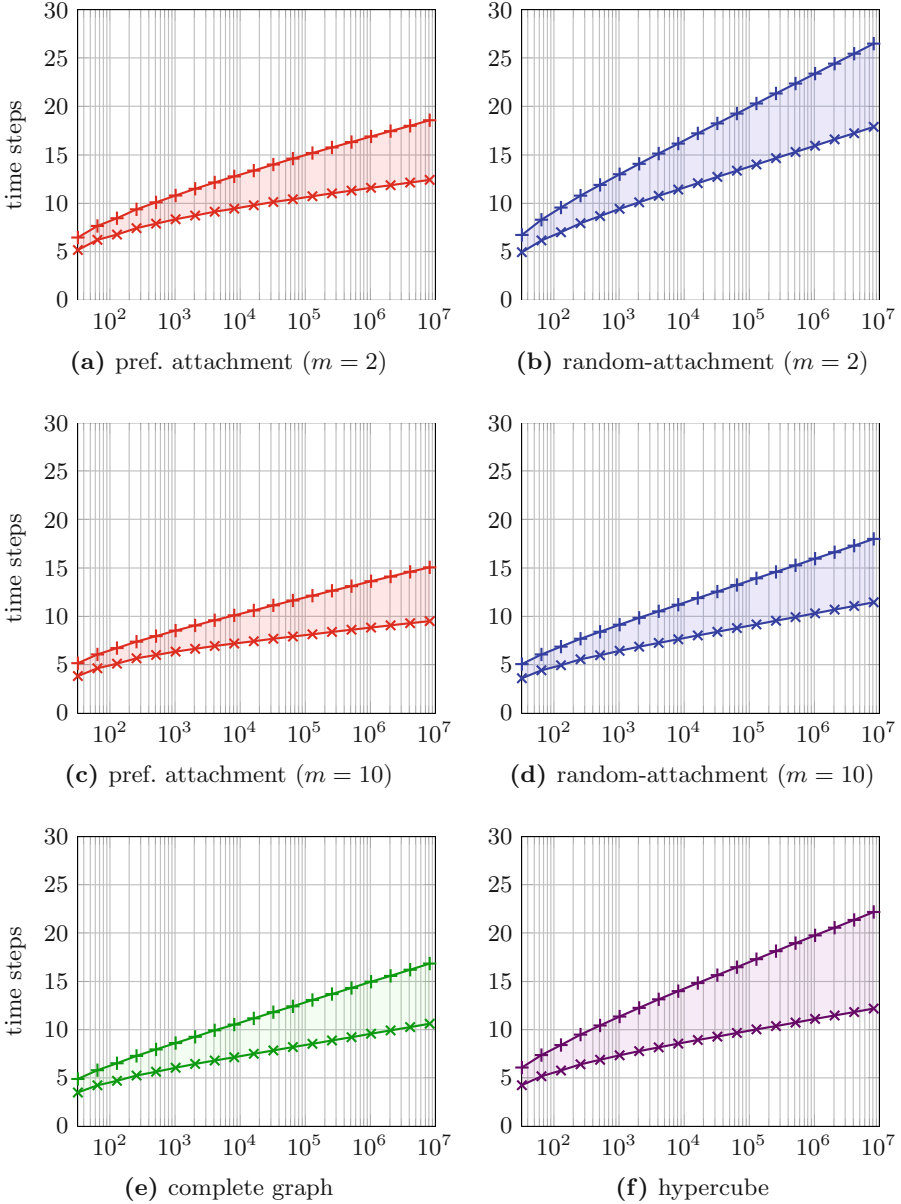 30
25
20
15
10
5
0
time steps
10^2 10^3 10^4 10^5 10^6 10^7
(a) pref. attachment (m = 2)
30
25
20
15
10
5
0
10^2 10^3 10^4 10^5 10^6 10^7
(b) random-attachment (m = 2)
30
25
20
15
10
5
0
time steps
10^2 10^3 10^4 10^5 10^6 10^7
(c) pref. attachment (m = 10)
30
25
20
15
10
5
0
10^2 10^3 10^4 10^5 10^6 10^7
(d) random-attachment (m = 10)
30
25
20
15
10
5
0
time steps
10^2 10^3 10^4 10^5 10^6 10^7
(e) complete graph
30
25
20
15
10
5
0
10^2 10^3 10^4 10^5 10^6 10^7
(f) hypercube